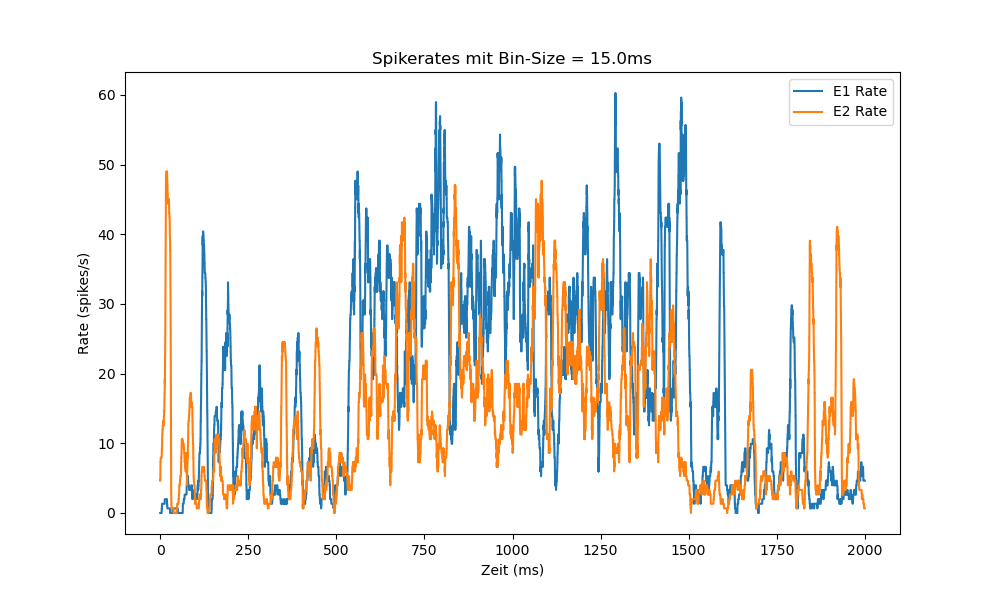 Spikerates mit Bin-Size = 15.0ms
E1 Rate
E2 Rate
60
50
40
30
20
10
0
Rate (spikes/s)
0 250 500 750 1000 1250 1500 1750 2000
Zeit (ms)